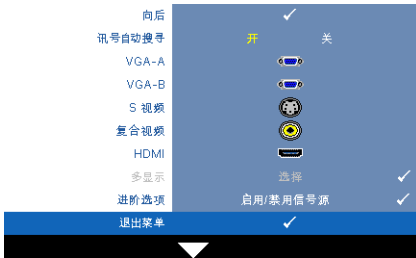 向后
讯号自动搜寻 开 关
VGA-A
VGA-B
S 视频
复合视频
HDMI
多显示 选择
进阶选项 启用/禁用信号源
退出菜单